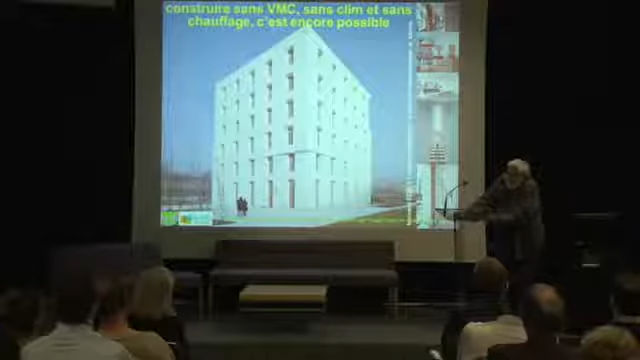 construire sans VMC, sans clim et sans
chauffage, c'est encore possible